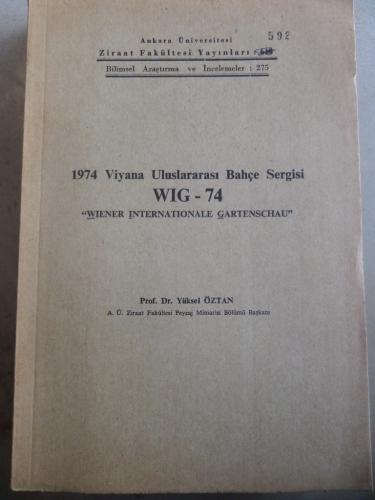 592
Ankara Üniversitesi
Ziraat Fakültesi Yayınları :
Bilimsel Araştırma ve İncelemeler : 275
1974 Viyana Uluslararası Bahçe Sergisi
WIG - 74
"WIENER INTERNATIONALE GARTENSCHAU"
Prof. Dr. Yüksel ÖZTAN
A. Ü. Ziraat Fakültesi Peyzaj Mimarisi Bölümü Başkanı